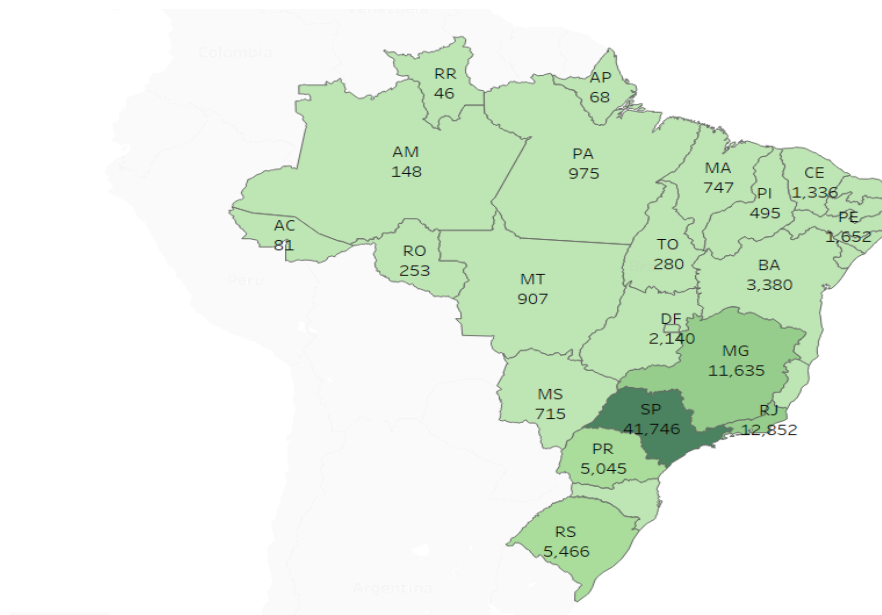 Colombia
RR
46
AP
68
AM
148
PA
975
MA
747
CE
1,336
PI
495
PE
1,652
AC
81
RO
253
TO
280
MT
907
BA
3,380
Peru
DF
2,140
MG
11,635
MS
715
SP
41,746
RJ
12,852
PR
5,045
RS
5,466
Argentina